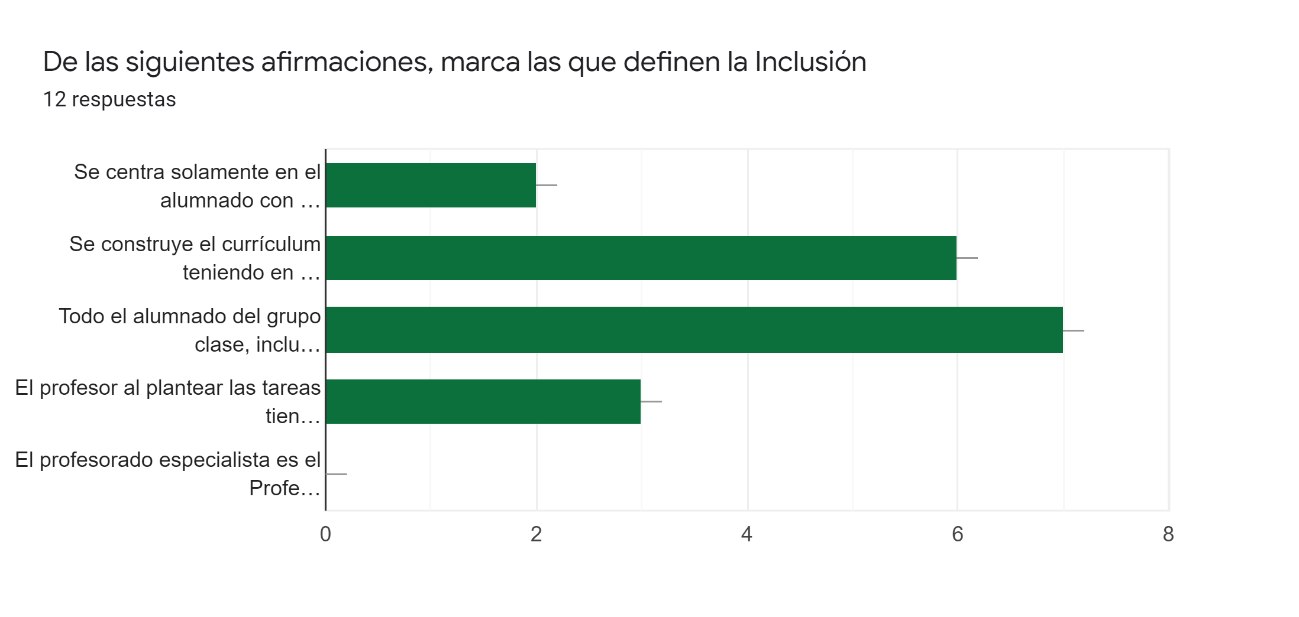 De las siguientes afirmaciones, marca las que definen la Inclusión
12 respuestas
Se centra solamente en el
alumnado con …
Se construye el currículum
teniendo en …
Todo el alumnado del grupo
clase, inclu…
El profesor al plantear las tareas
tien…
El profesorado especialista es el
Profe…
0 2 4 6 8